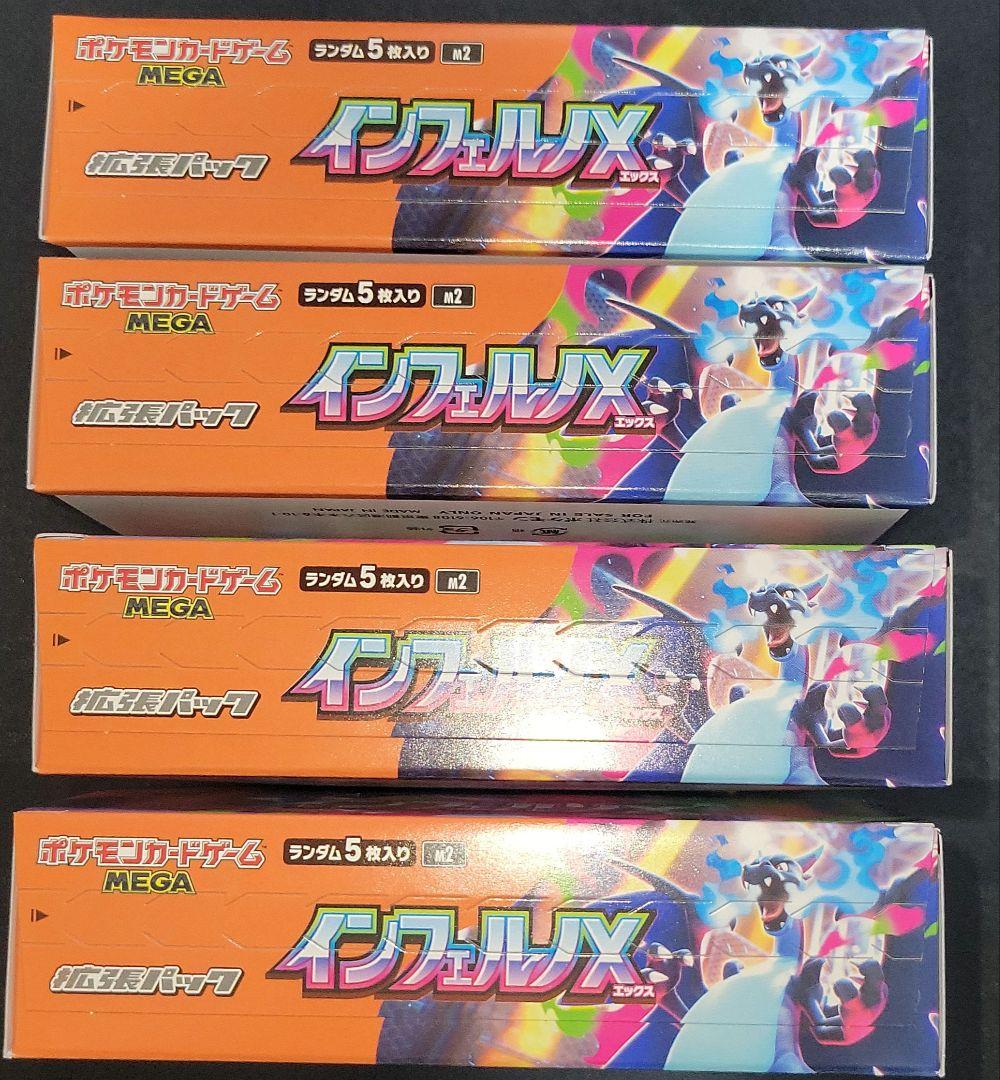 ポケモンカードゲーム
MEGA
ランダム5枚入り M2
拡張パック
インフェルノX
エックス
ポケモンカードゲーム
MEGA
ランダム5枚入り M2
拡張パック
インフェルノX
エックス
FOR SALE IN JAPAN ONLY
MADE IN JAPAN
ポケモンカードゲーム
MEGA
ランダム5枚入り M2
拡張パック
インフェルノX
ポケモンカードゲーム
MEGA
ランダム5枚入り M2
拡張パック
インフェルノX
エックス